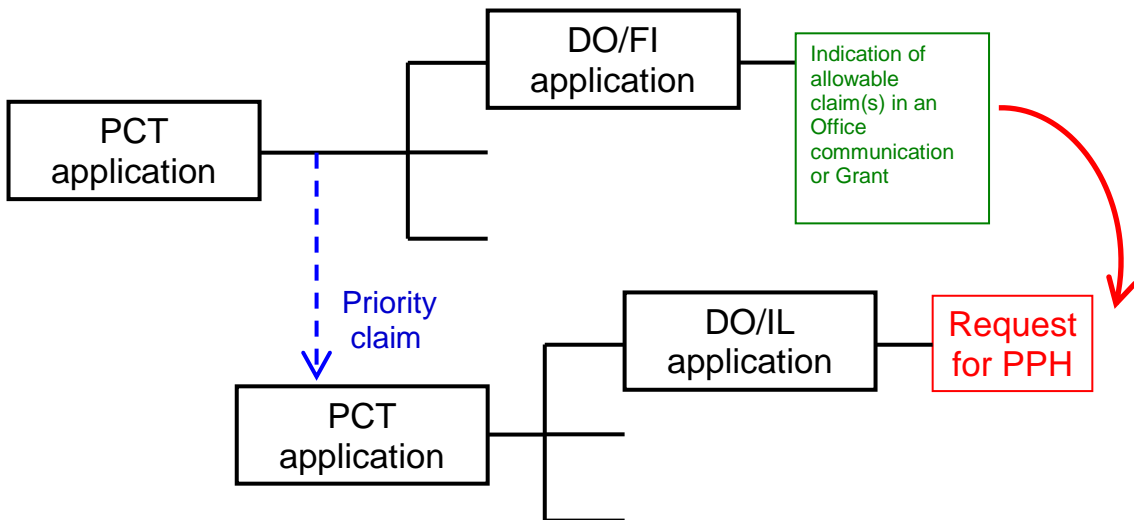 DO/FI
application
Indication of
allowable
claim(s) in an
Office
communication
or Grant
PCT
application
Priority
claim
DO/IL
application
Request
for PPH
PCT
application